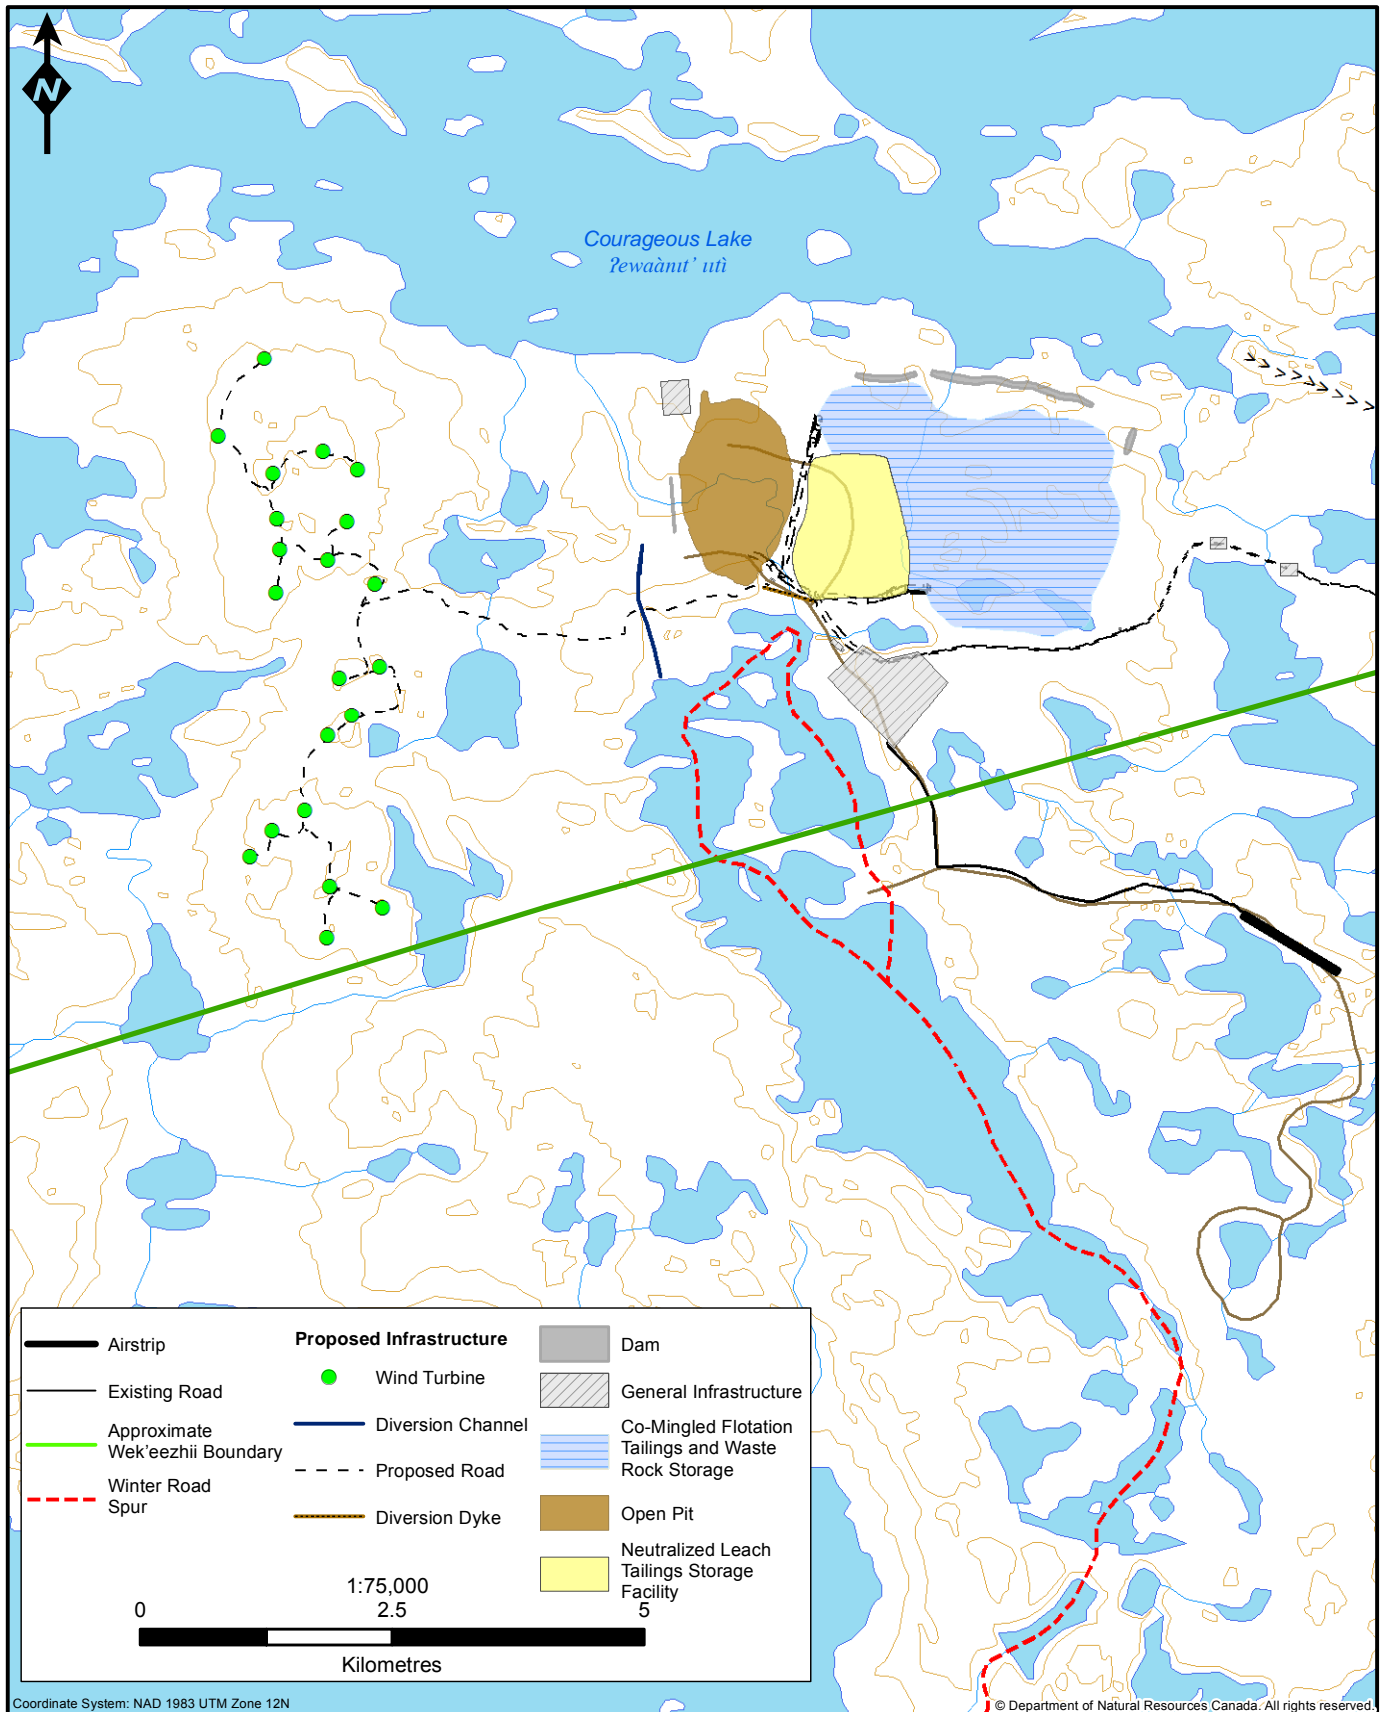 N
Courageous Lake
ʔewaànıt’ ııtì
Airstrip
Existing Road
Approximate
Wek'eezhii Boundary
Winter Road
Spur
Proposed Infrastructure
Wind Turbine
Diversion Channel
Proposed Road
Diversion Dyke
Dam
General Infrastructure
Co-Mingled Flotation
Tailings and Waste
Rock Storage
Open Pit
Neutralized Leach
Tailings Storage
Facility
1:75,000
0 2.5 5
Kilometres
Coordinate System: NAD 1983 UTM Zone 12N
© Department of Natural Resources Canada. All rights reserved.